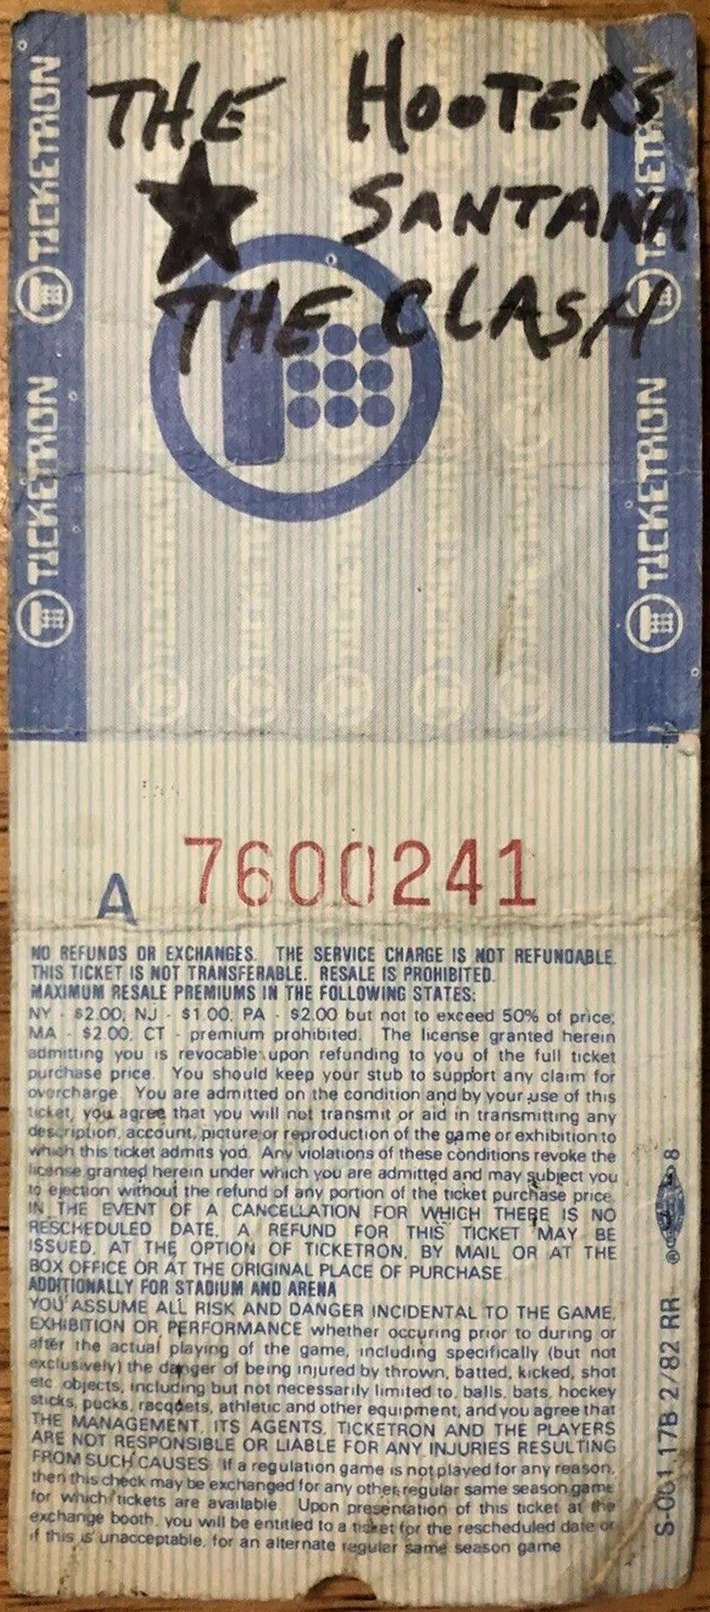 THE HOOTERS
SANTANA
THE CLASH
TICKETRON
TICKETRON
TICKETRON
TICKETRON
A 7600241
NO REFUNDS OR EXCHANGES. THE SERVICE CHARGE IS NOT REFUNDABLE.
THIS TICKET IS NOT TRANSFERABLE. RESALE IS PROHIBITED.
MAXIMUM RESALE PREMIUMS IN THE FOLLOWING STATES:
NY - $2.00; NJ - $1.00; PA - $2.00 but not to exceed 50% of price;
MA - $2.00; CT - premium prohibited. The license granted herein
admitting you is revocable upon refunding to you of the full ticket
purchase price. You should keep your stub to support any claim for
overcharge. You are admitted on the condition and by your use of this
ticket, you agree that you will not transmit or aid in transmitting any
description, account, picture or reproduction of the game or exhibition to
which this ticket admits you. Any violations of these conditions revoke the
license granted herein under which you are admitted and may subject you
to ejection without the refund of any portion of the ticket purchase price.
IN THE EVENT OF A CANCELLATION FOR WHICH THERE IS NO
RESCHEDULED DATE, A REFUND FOR THIS TICKET MAY BE
ISSUED, AT THE OPTION OF TICKETRON, BY MAIL OR AT THE
BOX OFFICE OR AT THE ORIGINAL PLACE OF PURCHASE
ADDITIONALLY FOR STADIUM AND ARENA
YOU ASSUME ALL RISK AND DANGER INCIDENTAL TO THE GAME,
EXHIBITION OR PERFORMANCE whether occuring prior to during or
after the actual playing of the game, including specifically (but not
exclusively) the danger of being injured by thrown, batted, kicked, shot
etc objects, including but not necessarily limited to, balls, bats, hockey
sticks, pucks, racquets, athletic and other equipment, and you agree that
THE MANAGEMENT, ITS AGENTS, TICKETRON AND THE PLAYERS
ARE NOT RESPONSIBLE OR LIABLE FOR ANY INJURIES RESULTING
FROM SUCH CAUSES. If a regulation game is not played for any reason,
then this check may be exchanged for any other regular same season game
for which tickets are available. Upon presentation of this ticket at the
exchange booth, you will be entitled to a ticket for the rescheduled date or
if this is unacceptable, for an alternate regular same season game
S-001 17B 2/82 RR ® 8